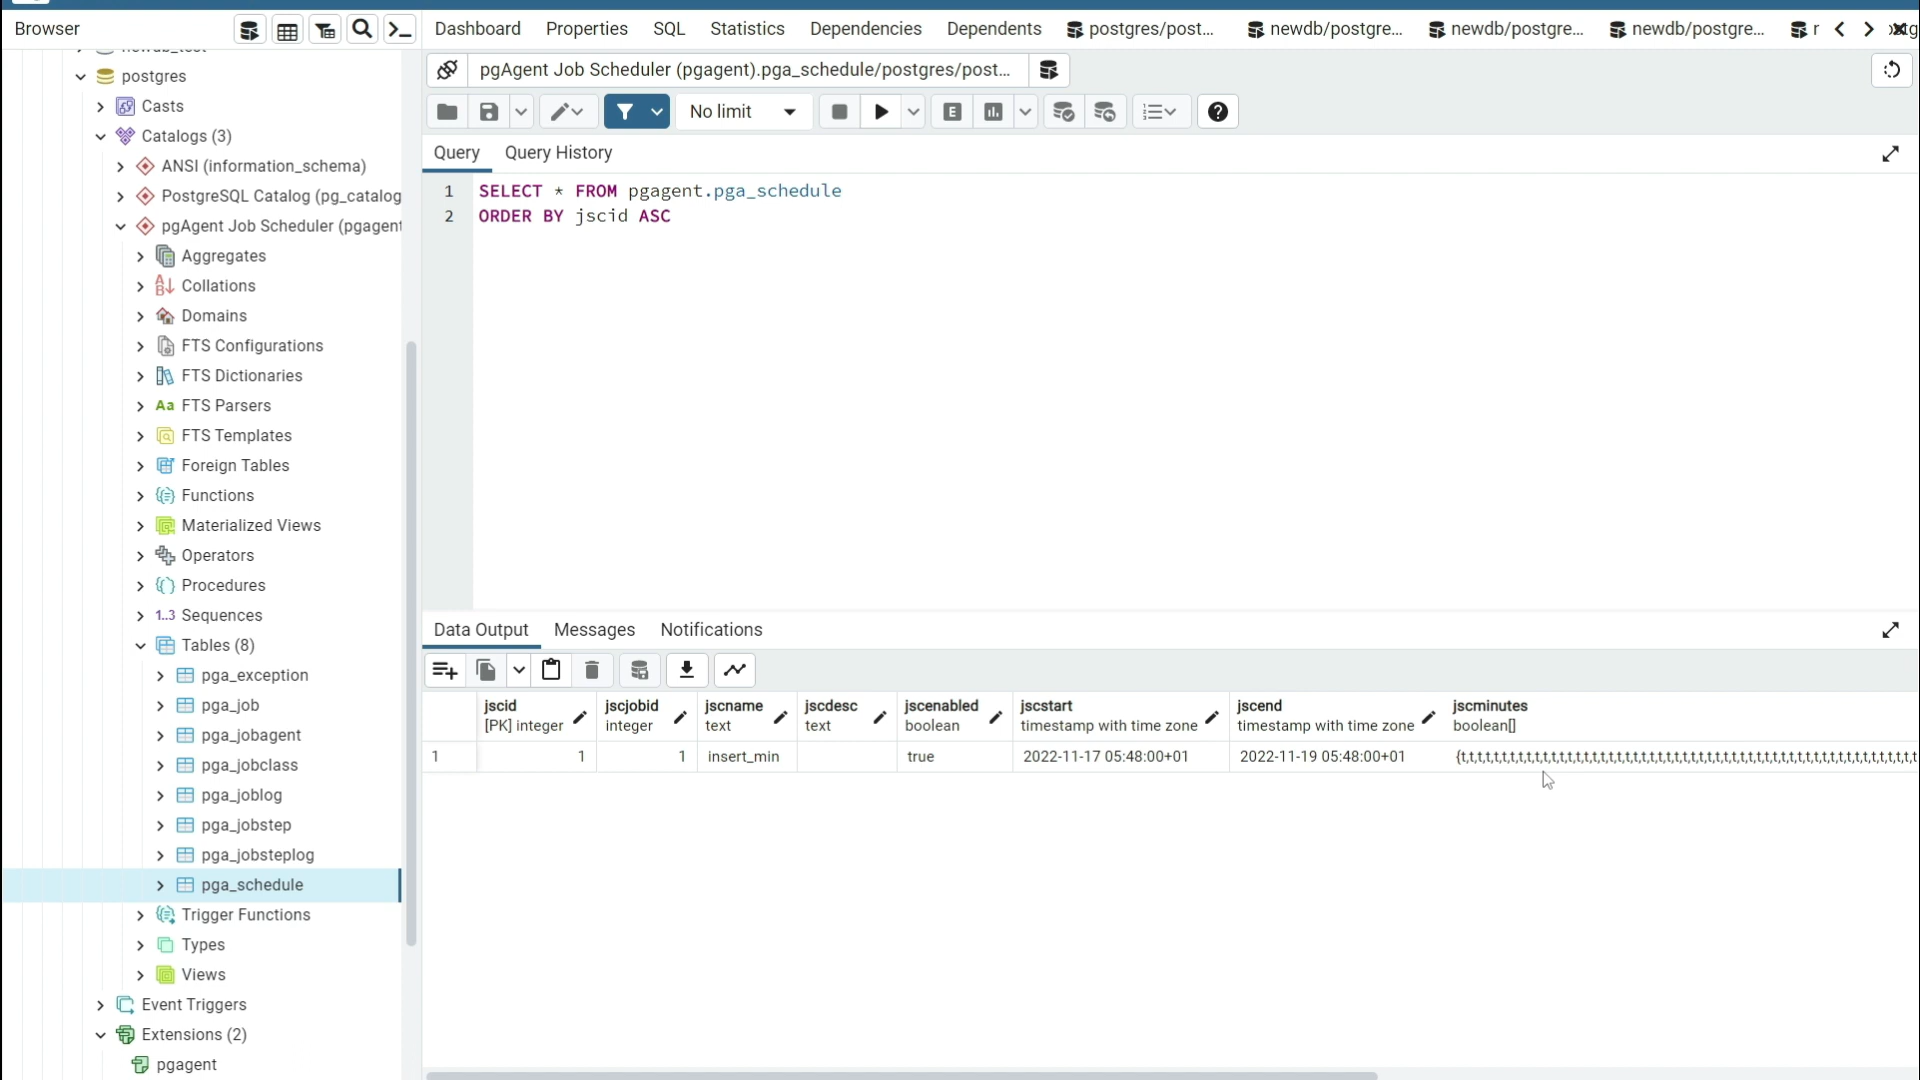 Browser
Dashboard
Properties
SQL
Statistics
Dependencies
Dependents
postgres/post...
newdb/postgre...
newdb/postgre...
newdb/postgre...
pgAgent Job Scheduler (pgagent).pga_schedule/postgres/post...
No limit
E
Query
Query History
1 SELECT * FROM pgagent.pga_schedule
2 ORDER BY jscid ASC
newdb_test
postgres
Casts
Catalogs (3)
ANSI (information_schema)
PostgreSQL Catalog (pg_catalog
pgAgent Job Scheduler (pgagent
Aggregates
Collations
Domains
FTS Configurations
FTS Dictionaries
Aa FTS Parsers
FTS Templates
Foreign Tables
Functions
Materialized Views
Operators
Procedures
1..3 Sequences
Tables (8)
pga_exception
pga_job
pga_jobagent
pga_jobclass
pga_joblog
pga_jobstep
pga_jobsteplog
pga_schedule
Trigger Functions
Types
Views
Event Triggers
Extensions (2)
pgagent
Data Output
Messages
Notifications
jscid
[PK] integer
jscjobid
integer
jscname
text
jscdesc
text
jscenabled
boolean
jscstart
timestamp with time zone
jscend
timestamp with time zone
jscminutes
boolean[]
1 1 1 insert_min true 2022-11-17 05:48:00+01 2022-11-19 05:48:00+01